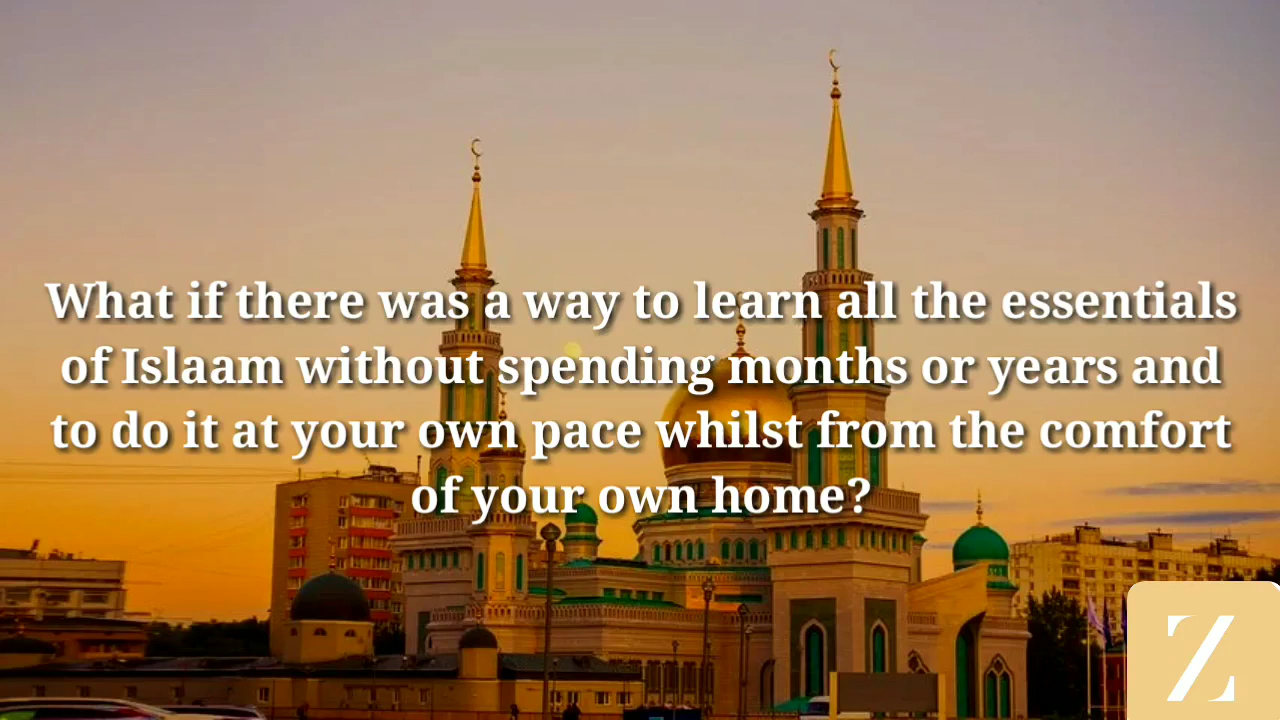 What if there was a way to learn all the essentials
of Islaam without spending months or years and
to do it at your own pace whilst from the comfort
of your own home?
Z